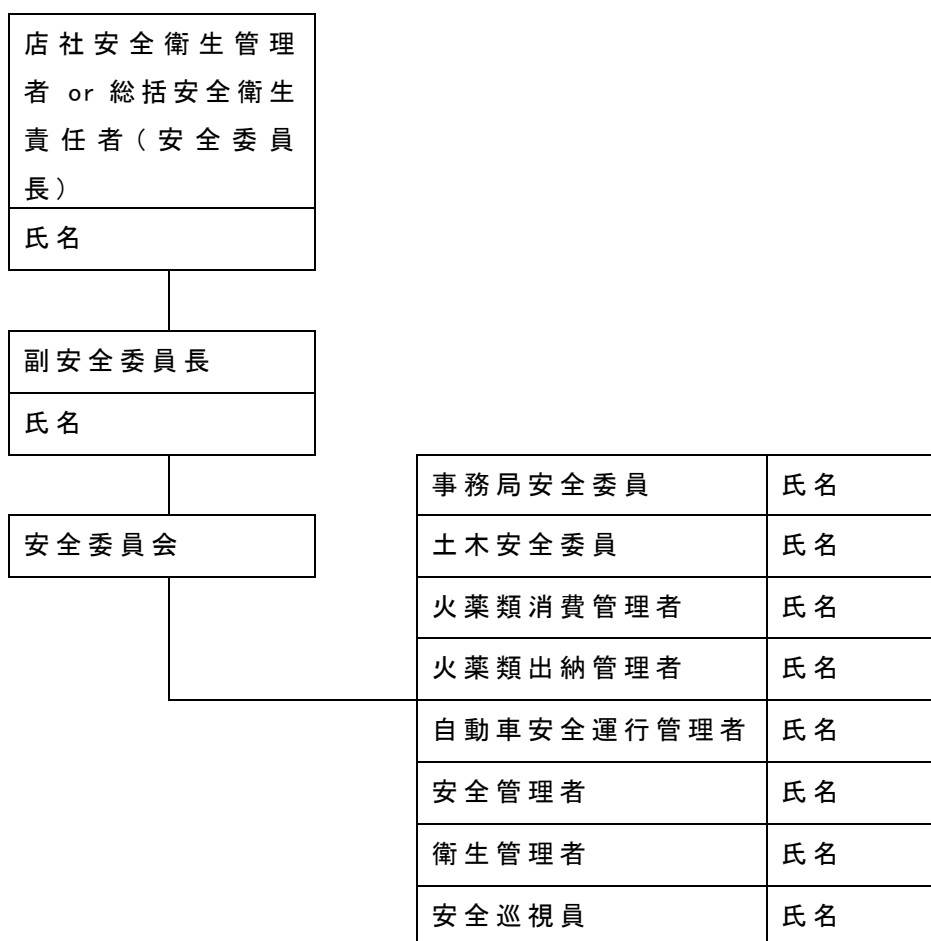 店社安全衛生管理
者 or 総括安全衛生
責任者（安全委員
長）
氏名
副安全委員長
氏名
安全委員会
事務局安全委員 氏名
土木安全委員 氏名
火薬類消費管理者 氏名
火薬類出納管理者 氏名
自動車安全運行管理者 氏名
安全管理者 氏名
衛生管理者 氏名
安全巡視員 氏名